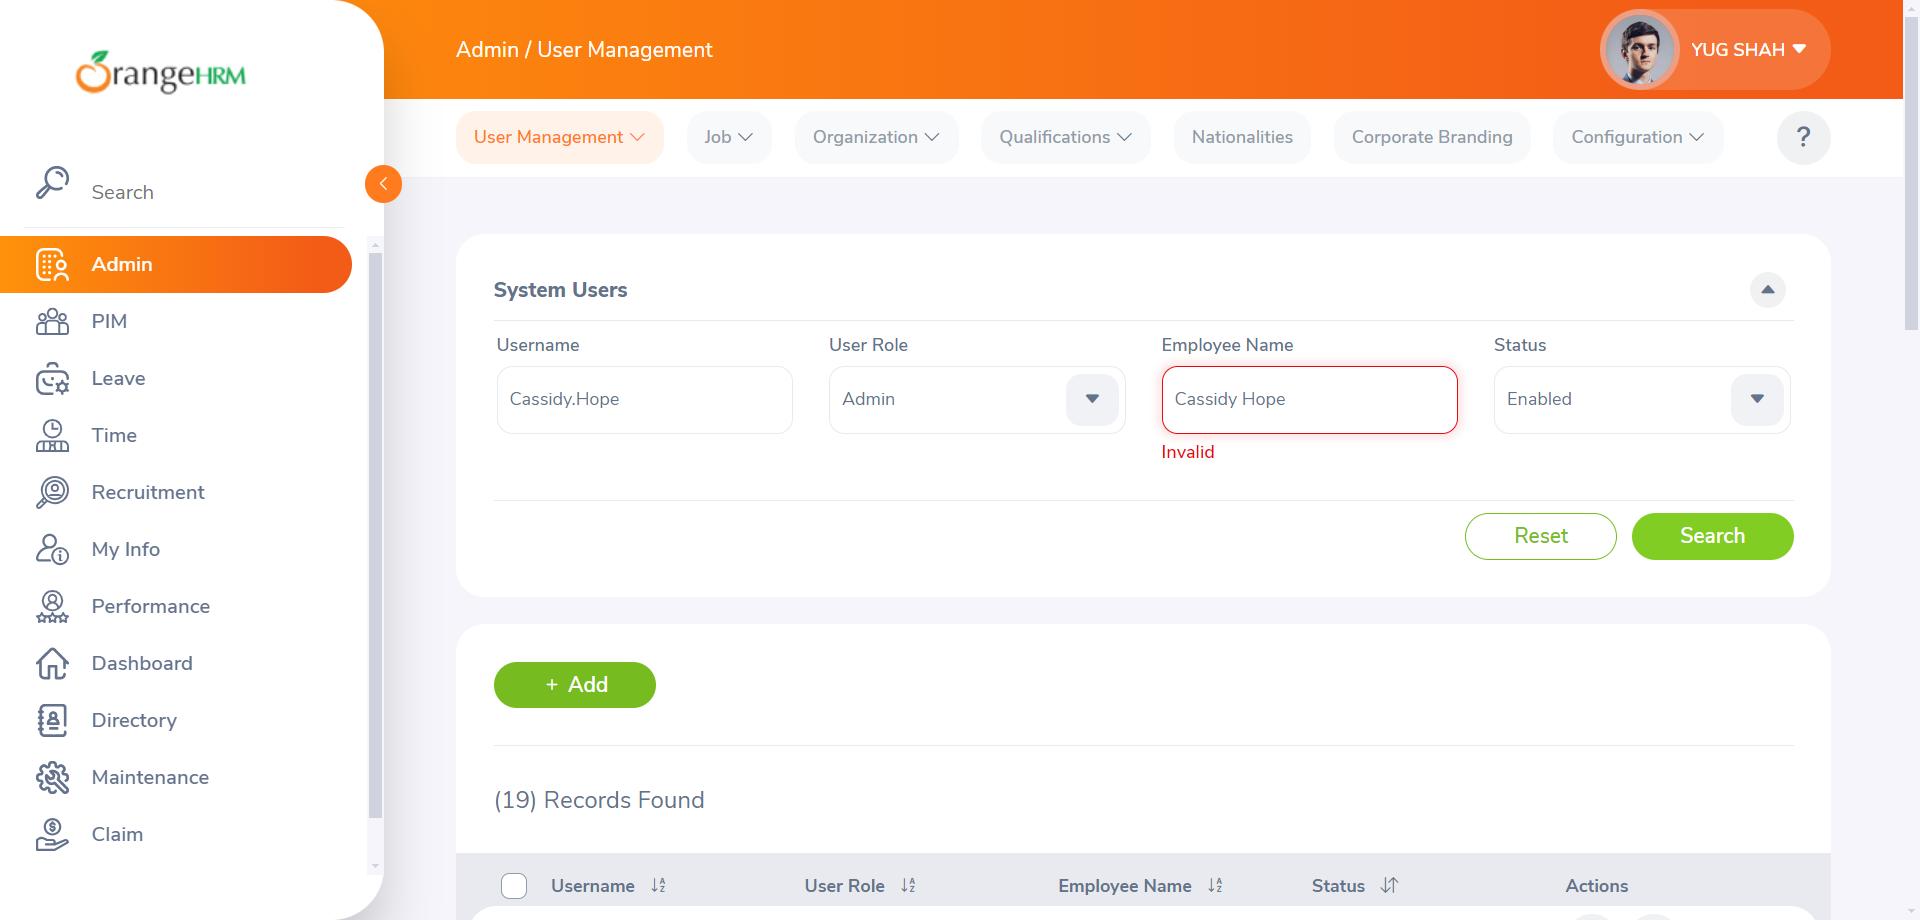 OrangeHRM
Admin / User Management
YUG SHAH
User Management
Job
Organization
Qualifications
Nationalities
Corporate Branding
Configuration
?
Search
Admin
PIM
Leave
Time
Recruitment
My Info
Performance
Dashboard
Directory
Maintenance
Claim
System Users
Username
User Role
Employee Name
Status
Cassidy.Hope
Admin
Cassidy Hope
Enabled
Invalid
Reset
Search
+ Add
(19) Records Found
Username
User Role
Employee Name
Status
Actions